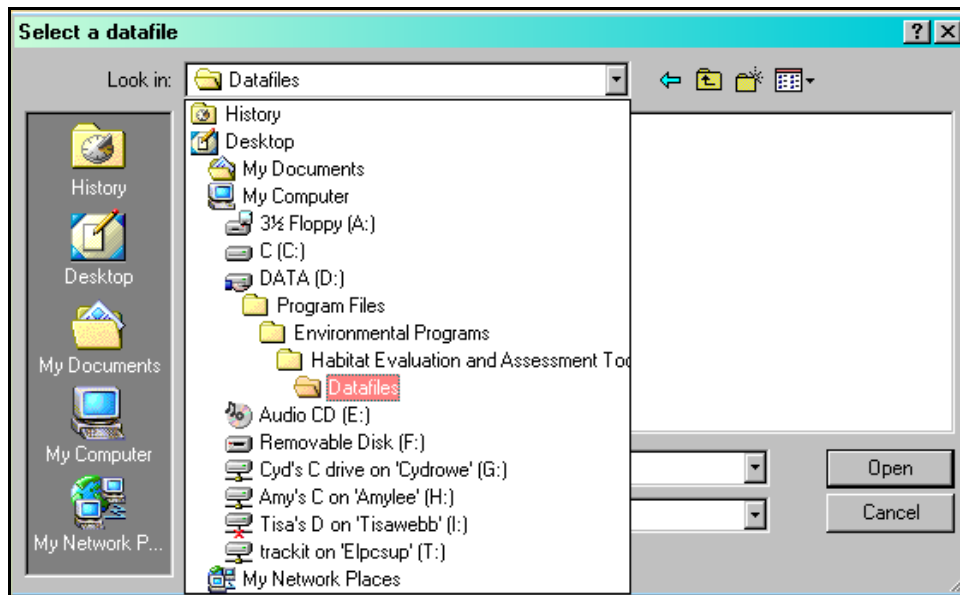 Select a datafile
Look in: Datafiles
History
Desktop
My Documents
My Computer
3½ Floppy (A:)
C (C:)
DATA (D:)
Program Files
Environmental Programs
Habitat Evaluation and Assessment Too
Datafiles
Audio CD (E:)
Removable Disk (F:)
Cyd's C drive on 'Cydrowe' (G:)
Amy's C on 'Amylee' (H:)
Tisa's D on 'Tisawebb' (I:)
trackit on 'Elpcsup' (T:)
My Network Places
History
Desktop
My Documents
My Computer
My Network P...
Open
Cancel